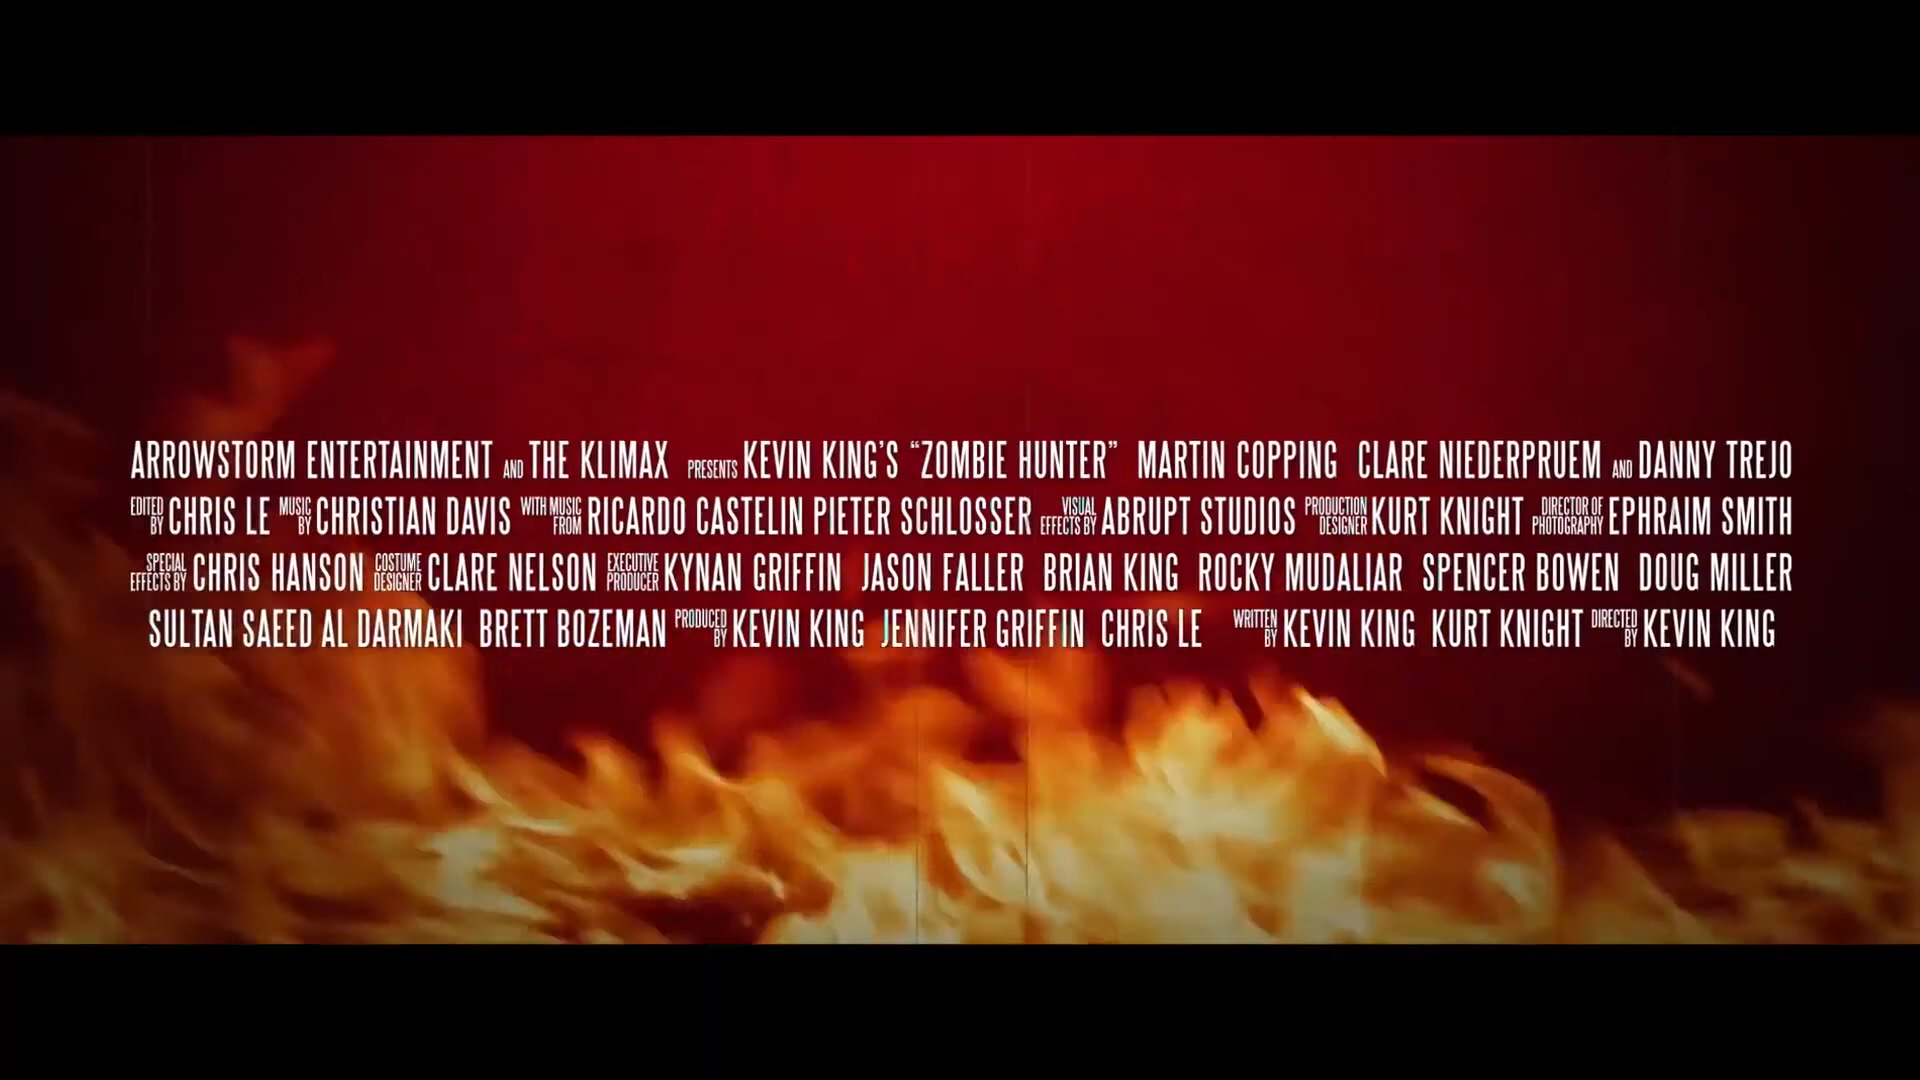 ARROWSTORM ENTERTAINMENT AND THE KLIMAX PRESENTS KEVIN KING'S “ZOMBIE HUNTER” MARTIN COPPING CLARE NIEDERPRUEM AND DANNY TREJO
EDITED BY CHRIS LE MUSIC BY CHRISTIAN DAVIS WITH MUSIC FROM RICARDO CASTELIN PIETER SCHLOSSER VISUAL EFFECTS BY ABRUPT STUDIOS PRODUCTION DESIGNER KURT KNIGHT DIRECTOR OF PHOTOGRAPHY EPHRAIM SMITH
SPECIAL EFFECTS BY CHRIS HANSON COSTUME DESIGNER CLARE NELSON EXECUTIVE PRODUCER KYNAN GRIFFIN JASON FALLER BRIAN KING ROCKY MUDALIAR SPENCER BOWEN DOUG MILLER
SULTAN SAEED AL DARMAKI BRETT BOZEMAN PRODUCED BY KEVIN KING JENNIFER GRIFFIN CHRIS LE WRITTEN BY KEVIN KING KURT KNIGHT DIRECTED BY KEVIN KING